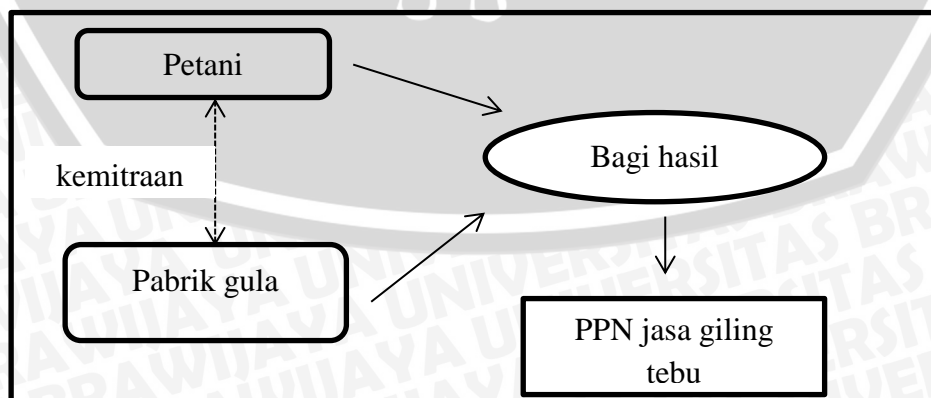 Petani
Bagi hasil
kemitraan
Pabrik gula
PPN jasa giling
tebu